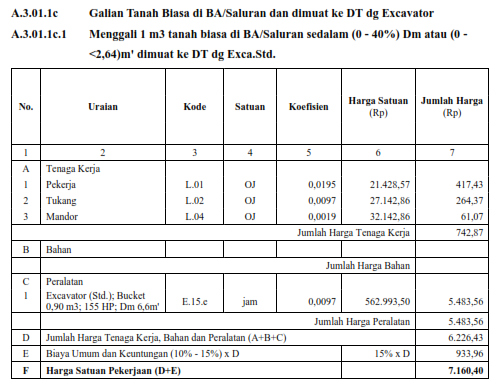 A.3.01.1c Galian Tanah Biasa di BA/Saluran dan dimuat ke DT dg Excavator
A.3.01.1c.1 Menggali 1 m3 tanah biasa di BA/Saluran sedalam (0 - 40%) Dm atau (0 -
<2,64)m' dimuat ke DT dg Exca.Std.
No. Uraian Kode Satuan Koefisien Harga Satuan (Rp) Jumlah Harga (Rp)
1 2 3 4 5 6 7
A Tenaga Kerja
1 Pekerja L.01 OJ 0,0195 21.428,57 417,43
2 Tukang L.02 OJ 0,0097 27.142,86 264,37
3 Mandor L.04 OJ 0,0019 32.142,86 61,07
Jumlah Harga Tenaga Kerja 742,87
B Bahan
Jumlah Harga Bahan
C Peralatan
1 Excavator (Std.); Bucket
0,90 m3; 155 HP; Dm 6,6m' E.15.e jam 0,0097 562.993,50 5.483,56
Jumlah Harga Peralatan 5.483,56
D Jumlah Harga Tenaga Kerja, Bahan dan Peralatan (A+B+C) 6.226,43
E Biaya Umum dan Keuntungan (10% - 15%) x D 15% x D 933,96
F Harga Satuan Pekerjaan (D+E) 7.160,40